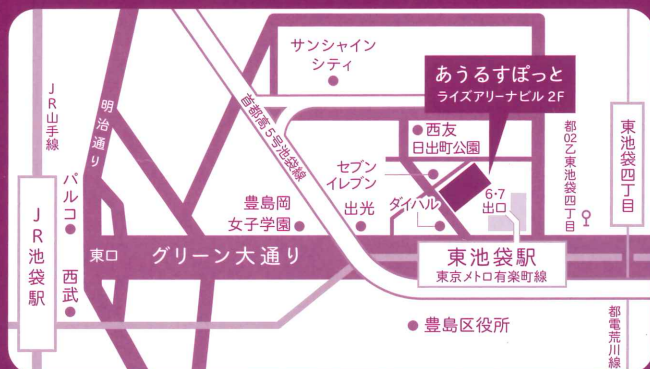 サンシャイン
シティ
あうるすぽっと
ライズアリーナビル2F
JR山手線
明治通り
首都高5号池袋線
西友
日出町公園
都02乙東池袋四丁目
東池袋四丁目
セブン
イレブン
パルコ
豊島岡
女子学園
出光
ダイハル
6・7
出口
JR池袋駅
東口
グリーン大通り
東池袋駅
東京メトロ有楽町線
西武
豊島区役所
都電荒川線